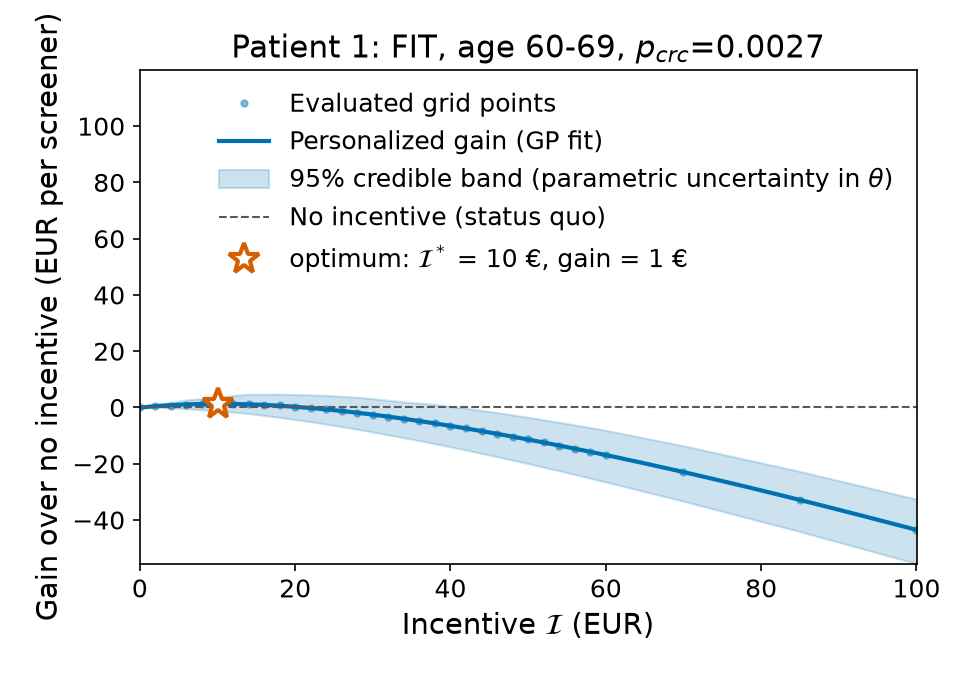 Patient 1: FIT, age 60-69, p_crc=0.0027
Gain over no incentive (EUR per screener)
100
80
60
40
20
0
−20
−40
Evaluated grid points
Personalized gain (GP fit)
95% credible band (parametric uncertainty in θ)
No incentive (status quo)
optimum: ℐ* = 10 €, gain = 1 €
0 20 40 60 80 100
Incentive ℐ (EUR)